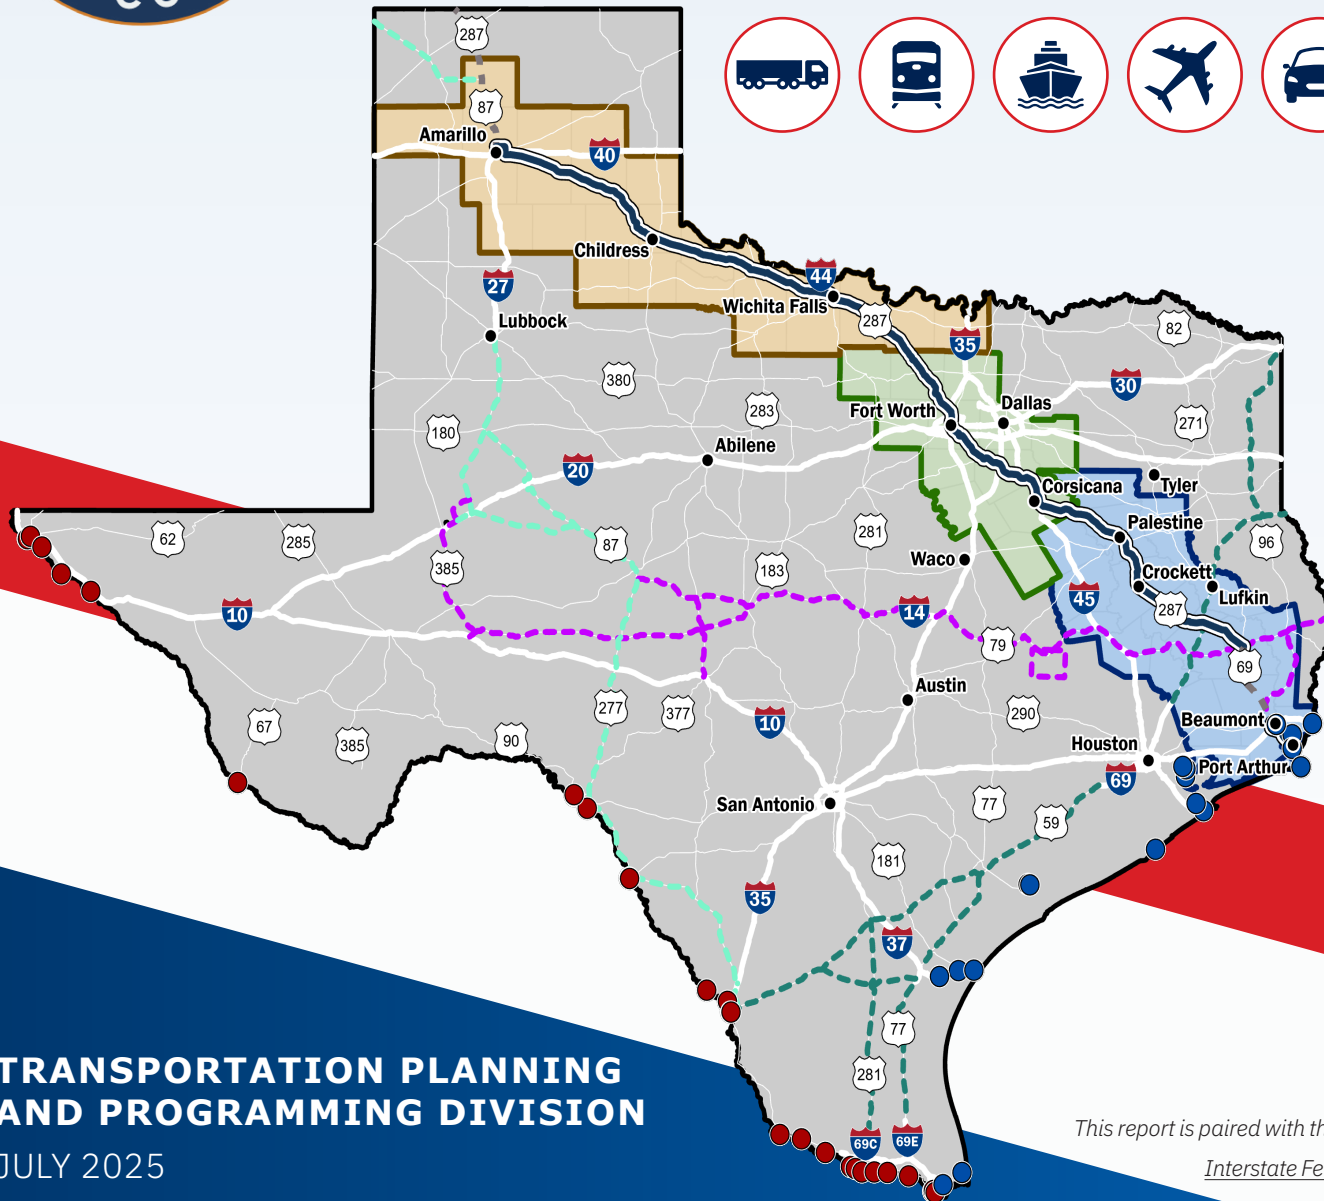 287
87
Amarillo
40
Childress
27
44
Wichita Falls
287
35
82
Lubbock
380
30
283
Fort Worth
Dallas
271
180
Abilene
20
Corsicana
Tyler
Palestine
62
285
87
281
96
385
183
Waco
Crockett
45
Lufkin
10
14
287
79
69
277
377
Austin
290
67
385
90
10
Beaumont
Houston
69
Port Arthur
San Antonio
77
59
181
35
37
77
281
69C
69E
TRANSPORTATION PLANNING
AND PROGRAMMING DIVISION
JULY 2025
This report is paired with th
Interstate Fe